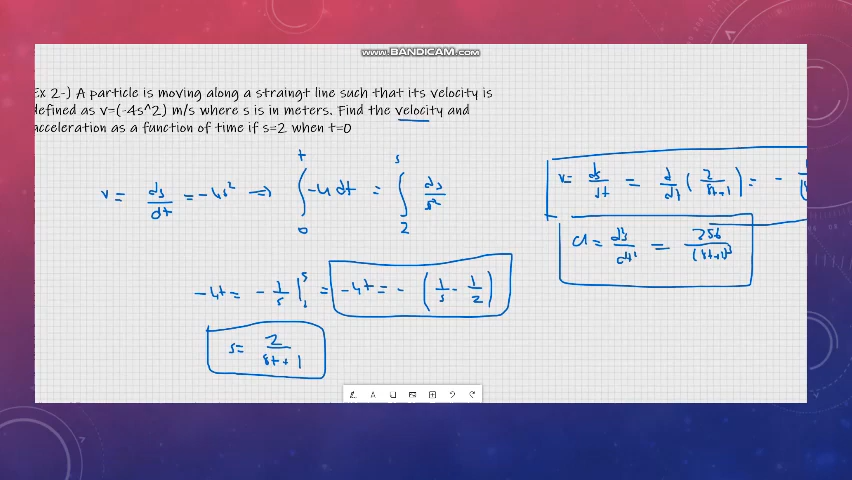 www.BANDICAM.com
Ex 2-) A particle is moving along a straingt line such that its velocity is
defined as v=(-4s^2) m/s where s is in meters. Find the velocity and
acceleration as a function of time if s=2 when t=0
v = ds/dt = -4s² => ∫₀ᵗ -4 dt = ∫₂ˢ ds/s²
-4t = - 1/s |ˢ = -4t = - (1/s - 1/2)
s = 2/(8t+1)
v = ds/dt = d/dt (2/(8t+1)) = -
a = = 256/(8t+1)³